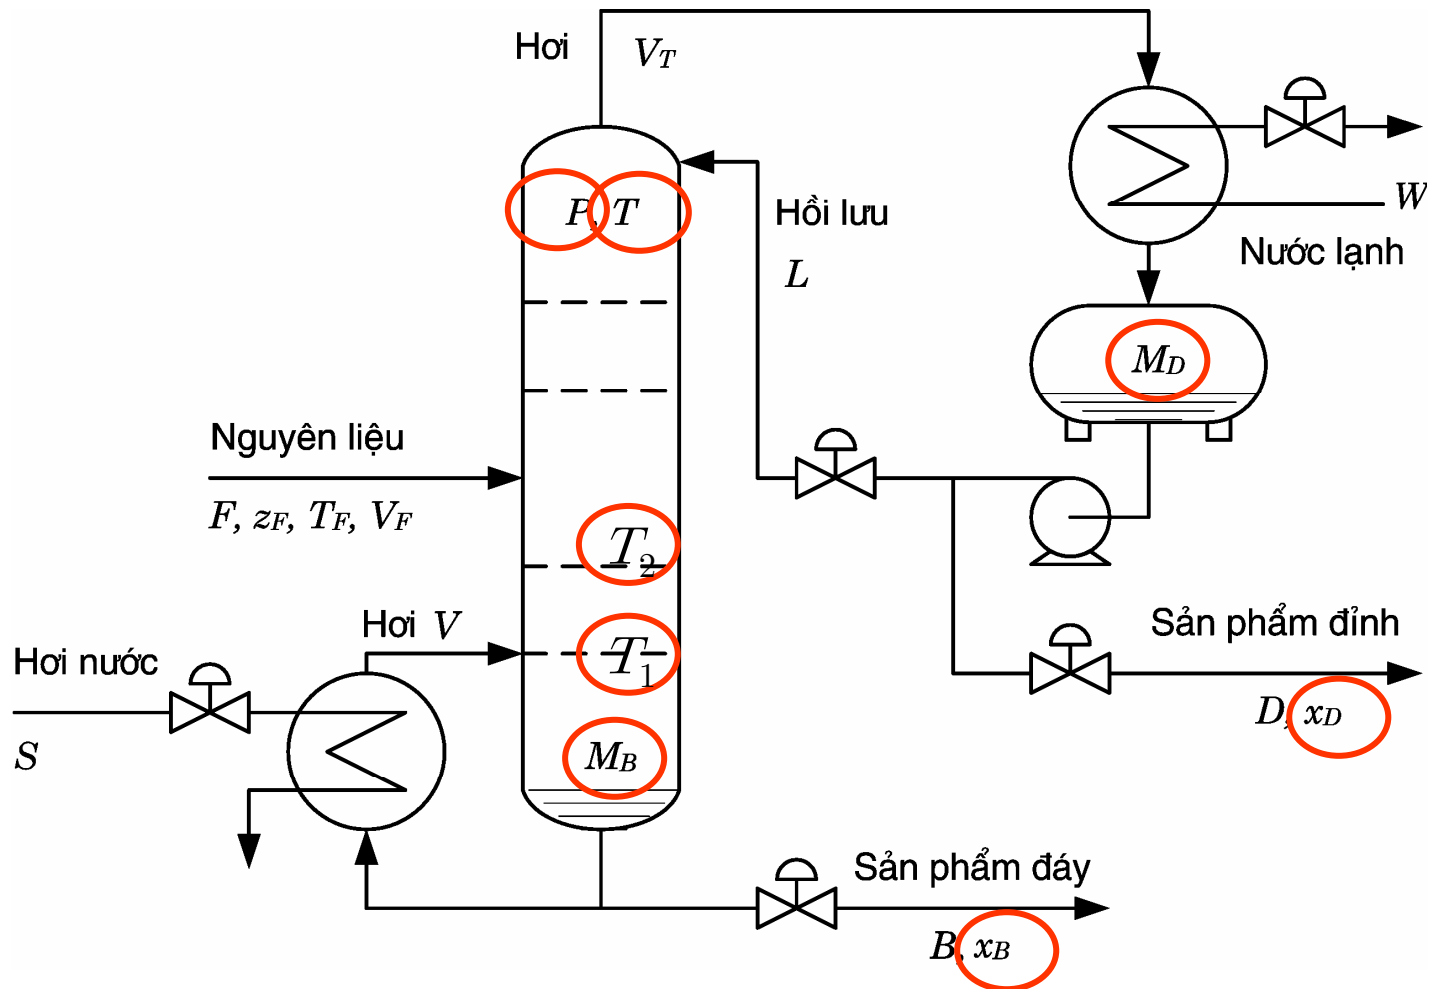 Hơi V_T
W
Nước lạnh
P, T
Hồi lưu
L
M_D
Nguyên liệu
F, z_F, T_F, V_F
T_2
Hơi V
T_1
Hơi nước
S
M_B
Sản phẩm đỉnh
D, x_D
Sản phẩm đáy
B, x_B